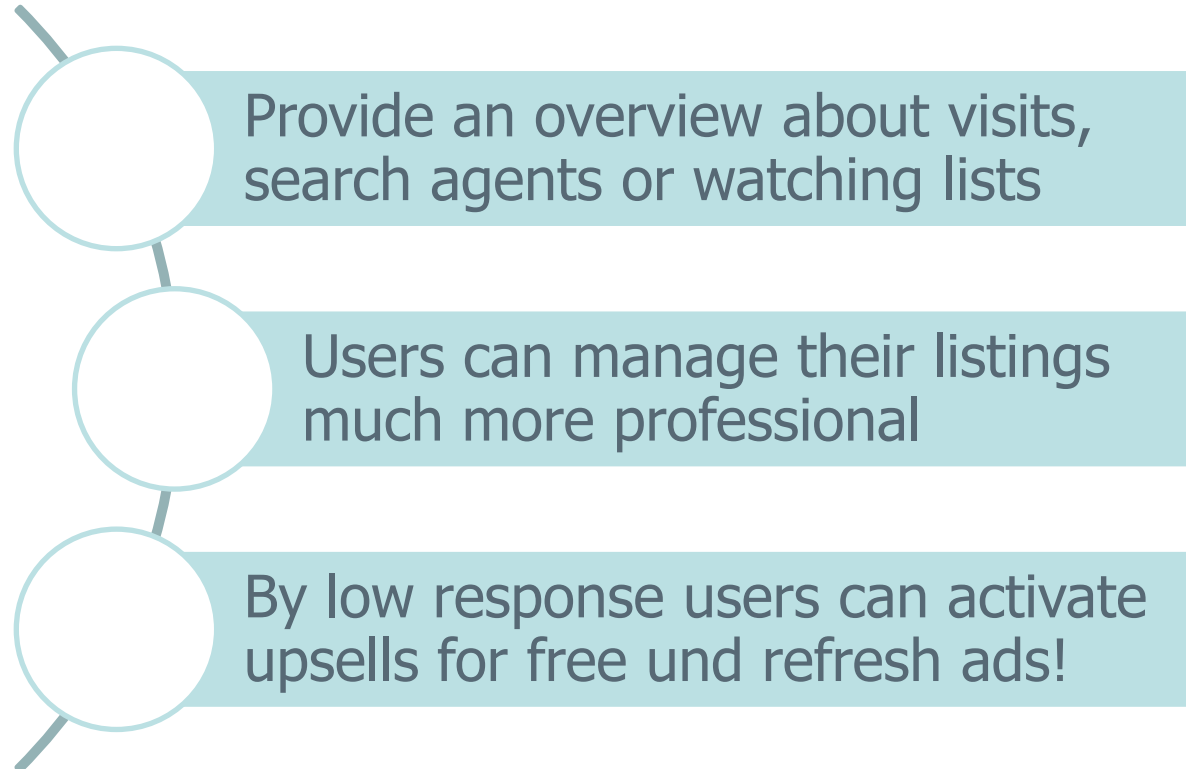 Provide an overview about visits,
search agents or watching lists
Users can manage their listings
much more professional
By low response users can activate
upsells for free und refresh ads!